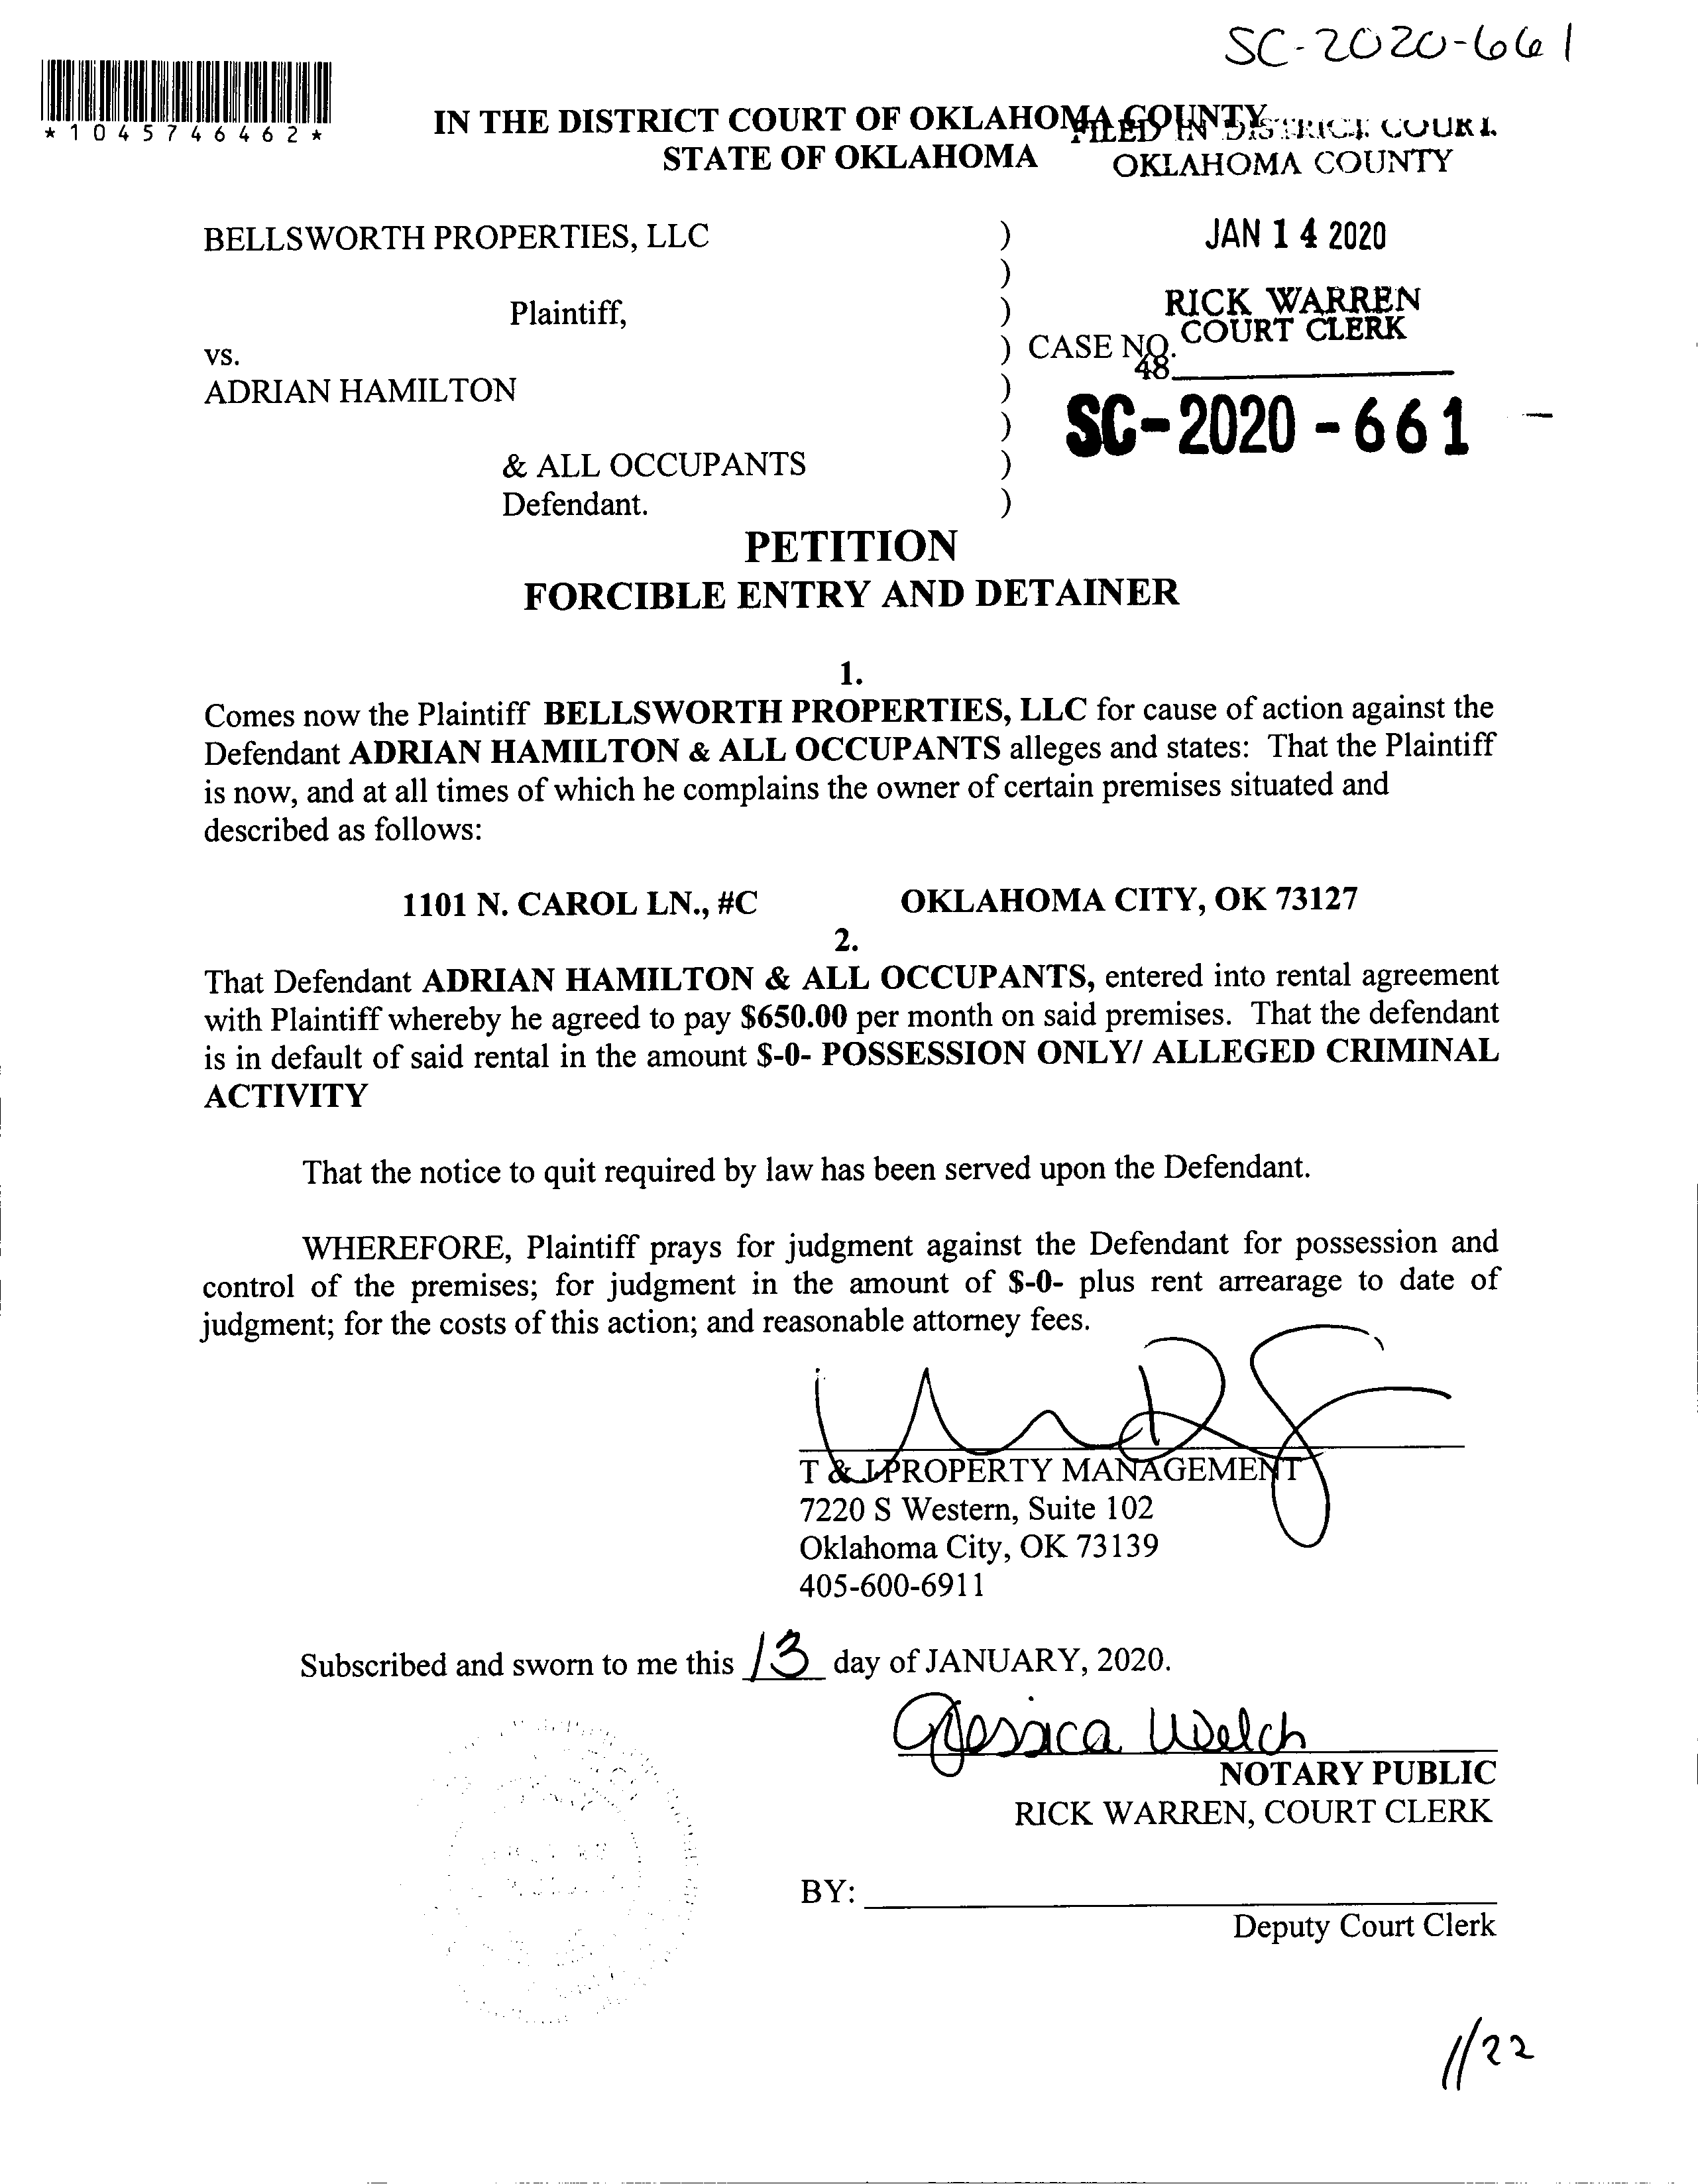 SC-2020-661
*1045746462*
IN THE DISTRICT COURT OF OKLAHOMA COUNTY
STATE OF OKLAHOMA
FILED IN DISTRICT COURT
OKLAHOMA COUNTY
BELLSWORTH PROPERTIES, LLC )
JAN 14 2020
)
Plaintiff, )
RICK WARREN
COURT CLERK
vs. ) CASE NO.
48
ADRIAN HAMILTON )
)
SC-2020-661
& ALL OCCUPANTS )
Defendant. )
PETITION
FORCIBLE ENTRY AND DETAINER
1.
Comes now the Plaintiff BELLSWORTH PROPERTIES, LLC for cause of action against the
Defendant ADRIAN HAMILTON & ALL OCCUPANTS alleges and states: That the Plaintiff
is now, and at all times of which he complains the owner of certain premises situated and
described as follows:
1101 N. CAROL LN., #C OKLAHOMA CITY, OK 73127
2.
That Defendant ADRIAN HAMILTON & ALL OCCUPANTS, entered into rental agreement
with Plaintiff whereby he agreed to pay $650.00 per month on said premises. That the defendant
is in default of said rental in the amount $-0- POSSESSION ONLY/ ALLEGED CRIMINAL
ACTIVITY
That the notice to quit required by law has been served upon the Defendant.
WHEREFORE, Plaintiff prays for judgment against the Defendant for possession and
control of the premises; for judgment in the amount of $-0- plus rent arrearage to date of
judgment; for the costs of this action; and reasonable attorney fees.
T & J PROPERTY MANAGEMENT
7220 S Western, Suite 102
Oklahoma City, OK 73139
405-600-6911
Subscribed and sworn to me this 13 day of JANUARY, 2020.
Jessica Welch
NOTARY PUBLIC
RICK WARREN, COURT CLERK
BY:
Deputy Court Clerk
1/22